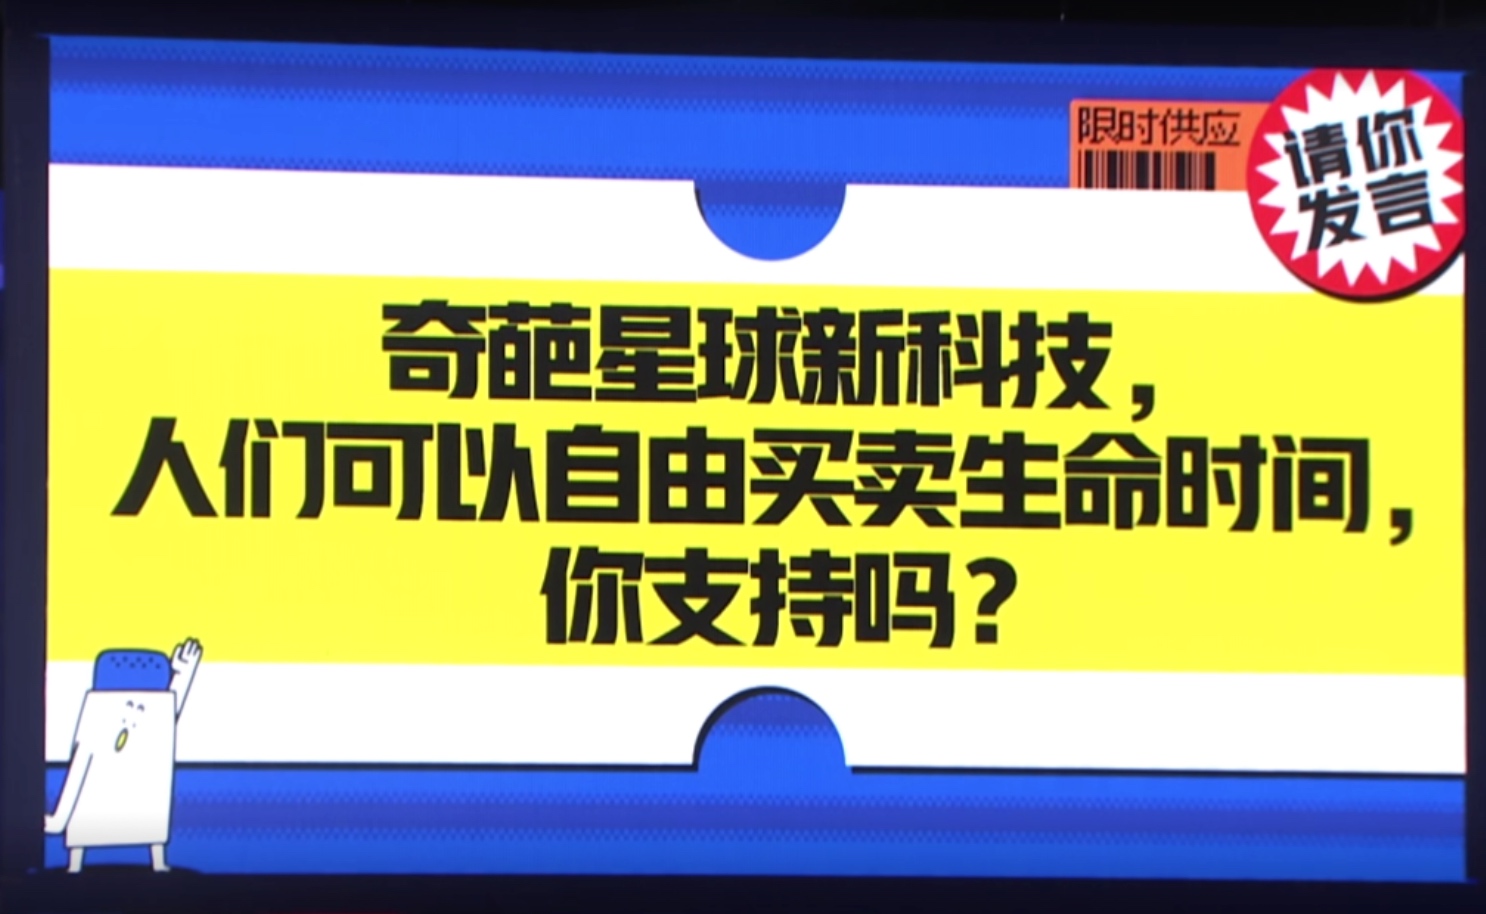 限时供应
请你
发言
奇葩星球新科技，
人们可以自由买卖生命时间，
你支持吗？